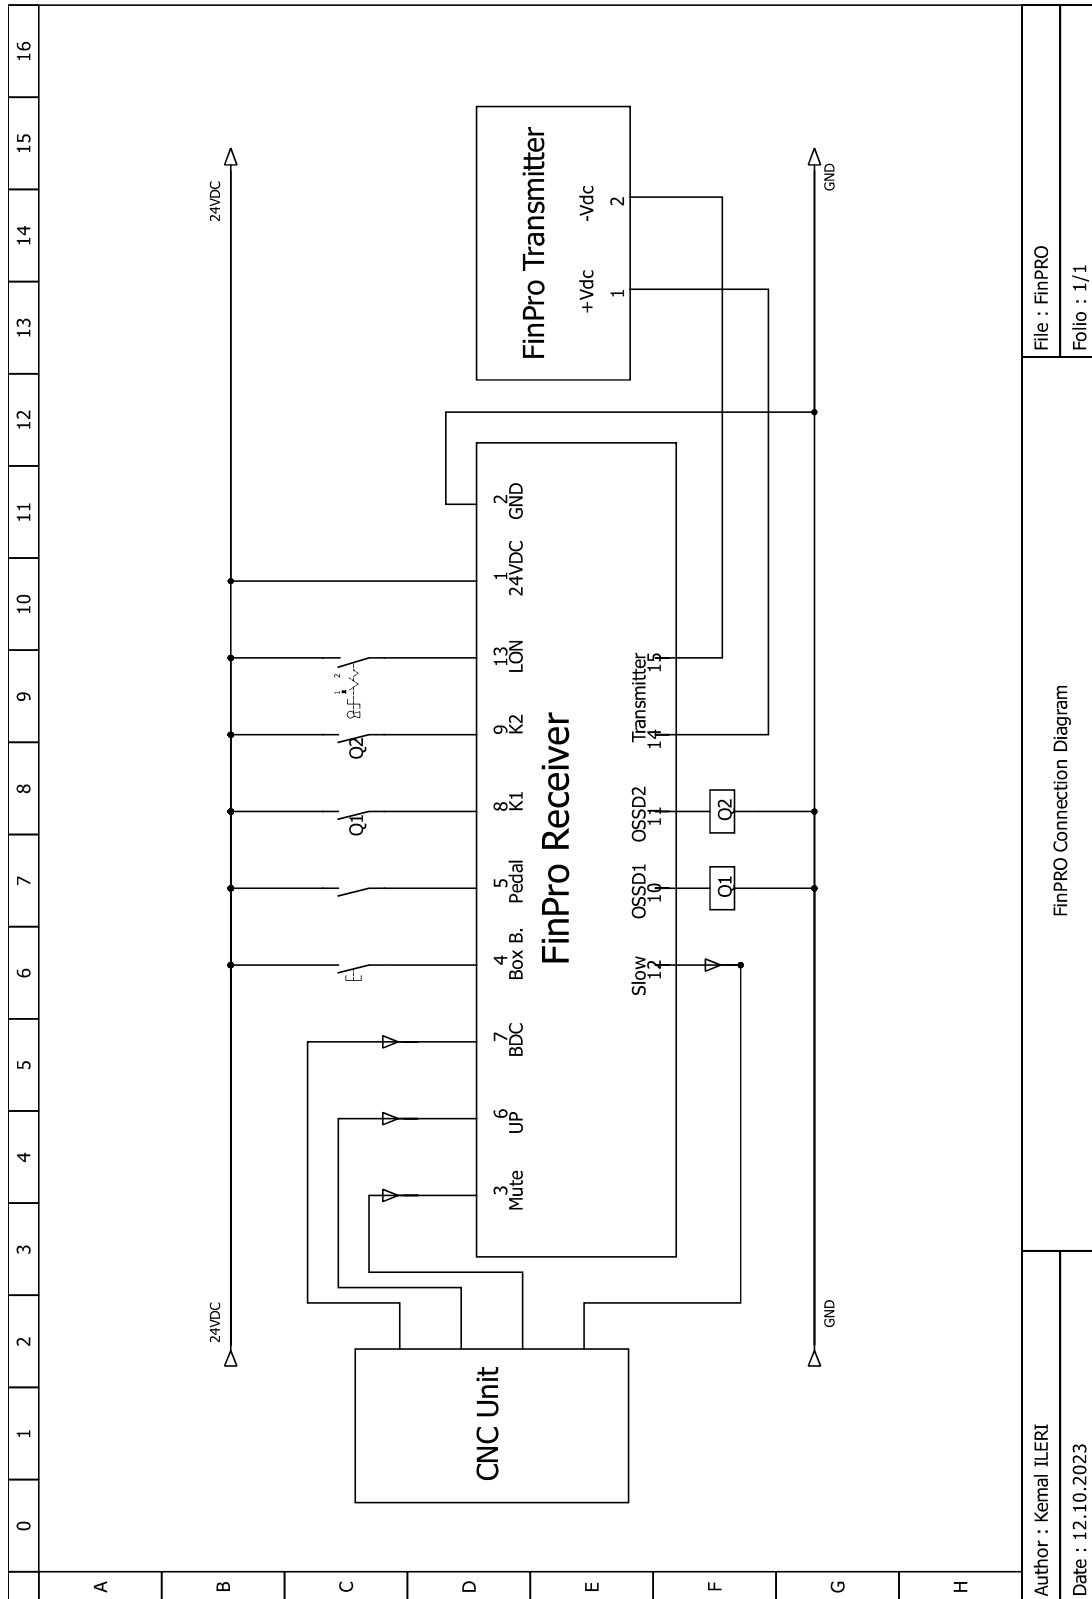 0 1 2 3 4 5 6 7 8 9 10 11 12 13 14 15 16
A
B
C
D
E
F
G
H
24VDC
24VDC
Q1
Q2
1 2
CNC Unit
3 6 7 4 5 8 9 13 1 2
Mute UP BDC Box B. Pedal K1 K2 LON 24VDC GND
FinPro Receiver
Slow OSSD1 OSSD2 Transmitter
12 10 11 14 15
FinPro Transmitter
+Vdc -Vdc
1 2
Q1 Q2
GND
GND
Author : Kemal ILERI
Date : 12.10.2023
FinPRO Connection Diagram
File : FinPRO
Folio : 1/1